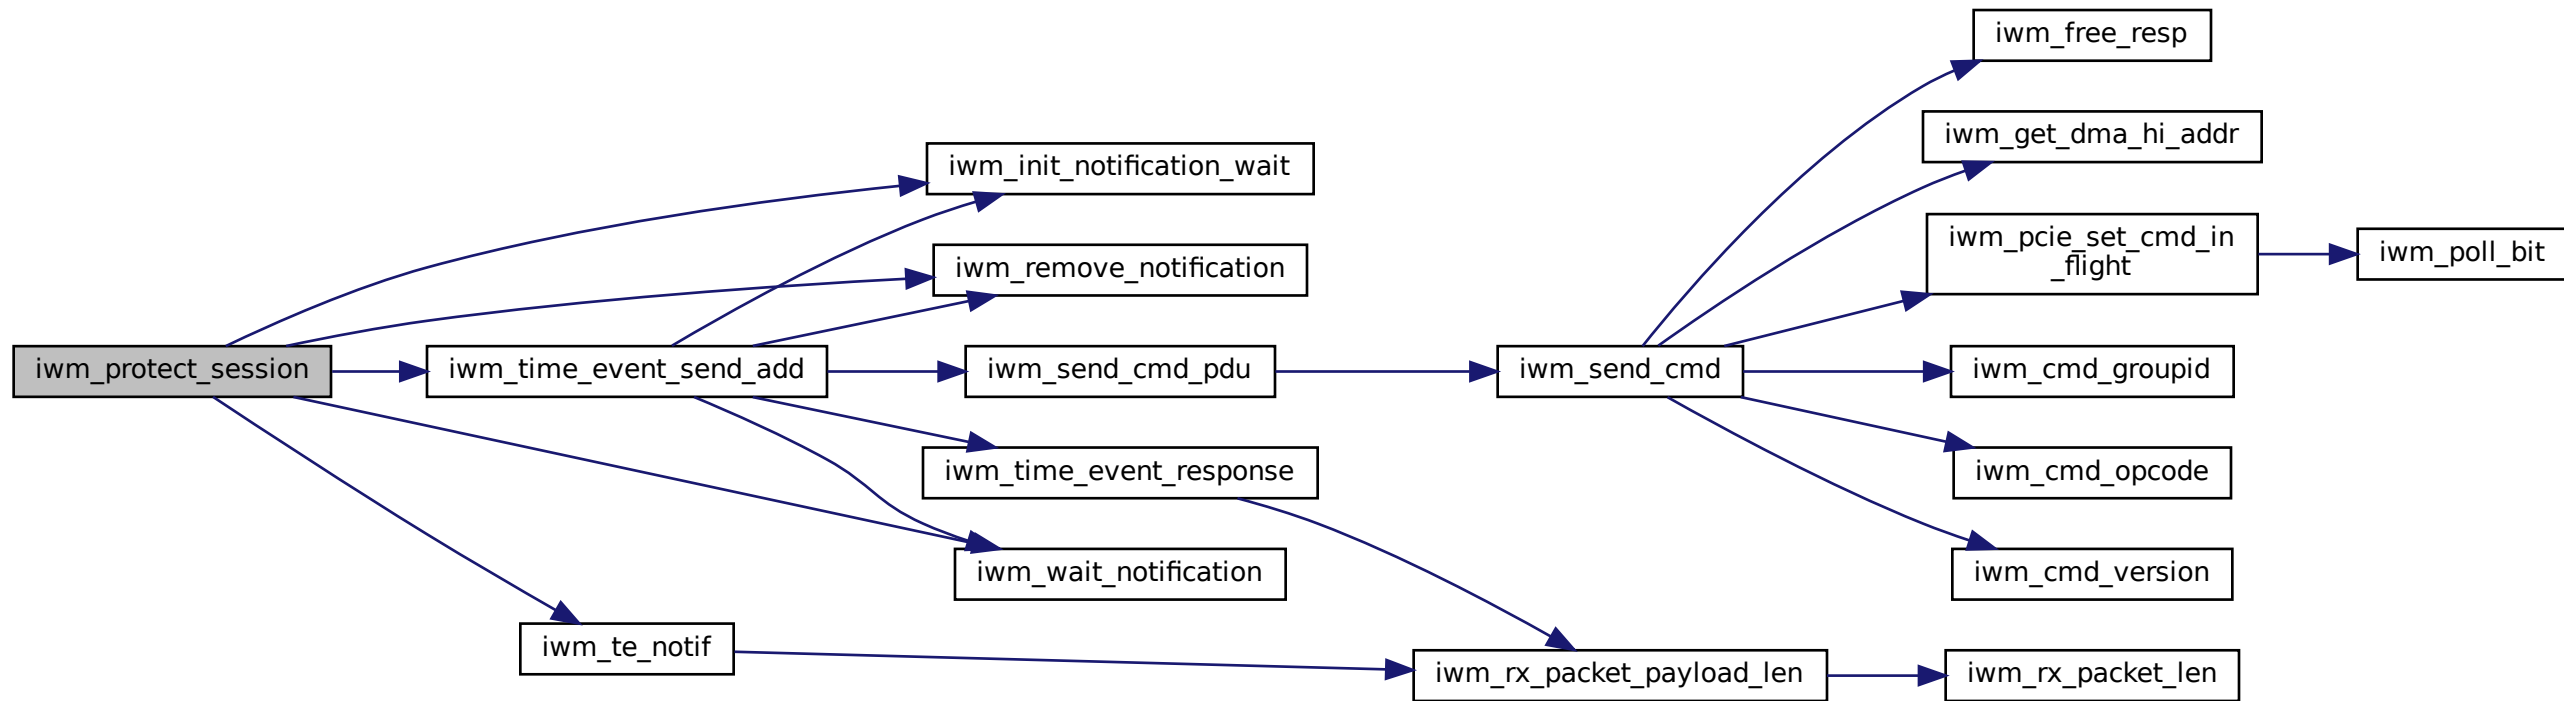 iwm_free_resp
iwm_get_dma_hi_addr
iwm_init_notification_wait
iwm_pcie_set_cmd_in
_flight
iwm_poll_bit
iwm_remove_notification
iwm_protect_session
iwm_time_event_send_add
iwm_send_cmd_pdu
iwm_send_cmd
iwm_cmd_groupid
iwm_time_event_response
iwm_cmd_opcode
iwm_wait_notification
iwm_cmd_version
iwm_te_notif
iwm_rx_packet_payload_len
iwm_rx_packet_len